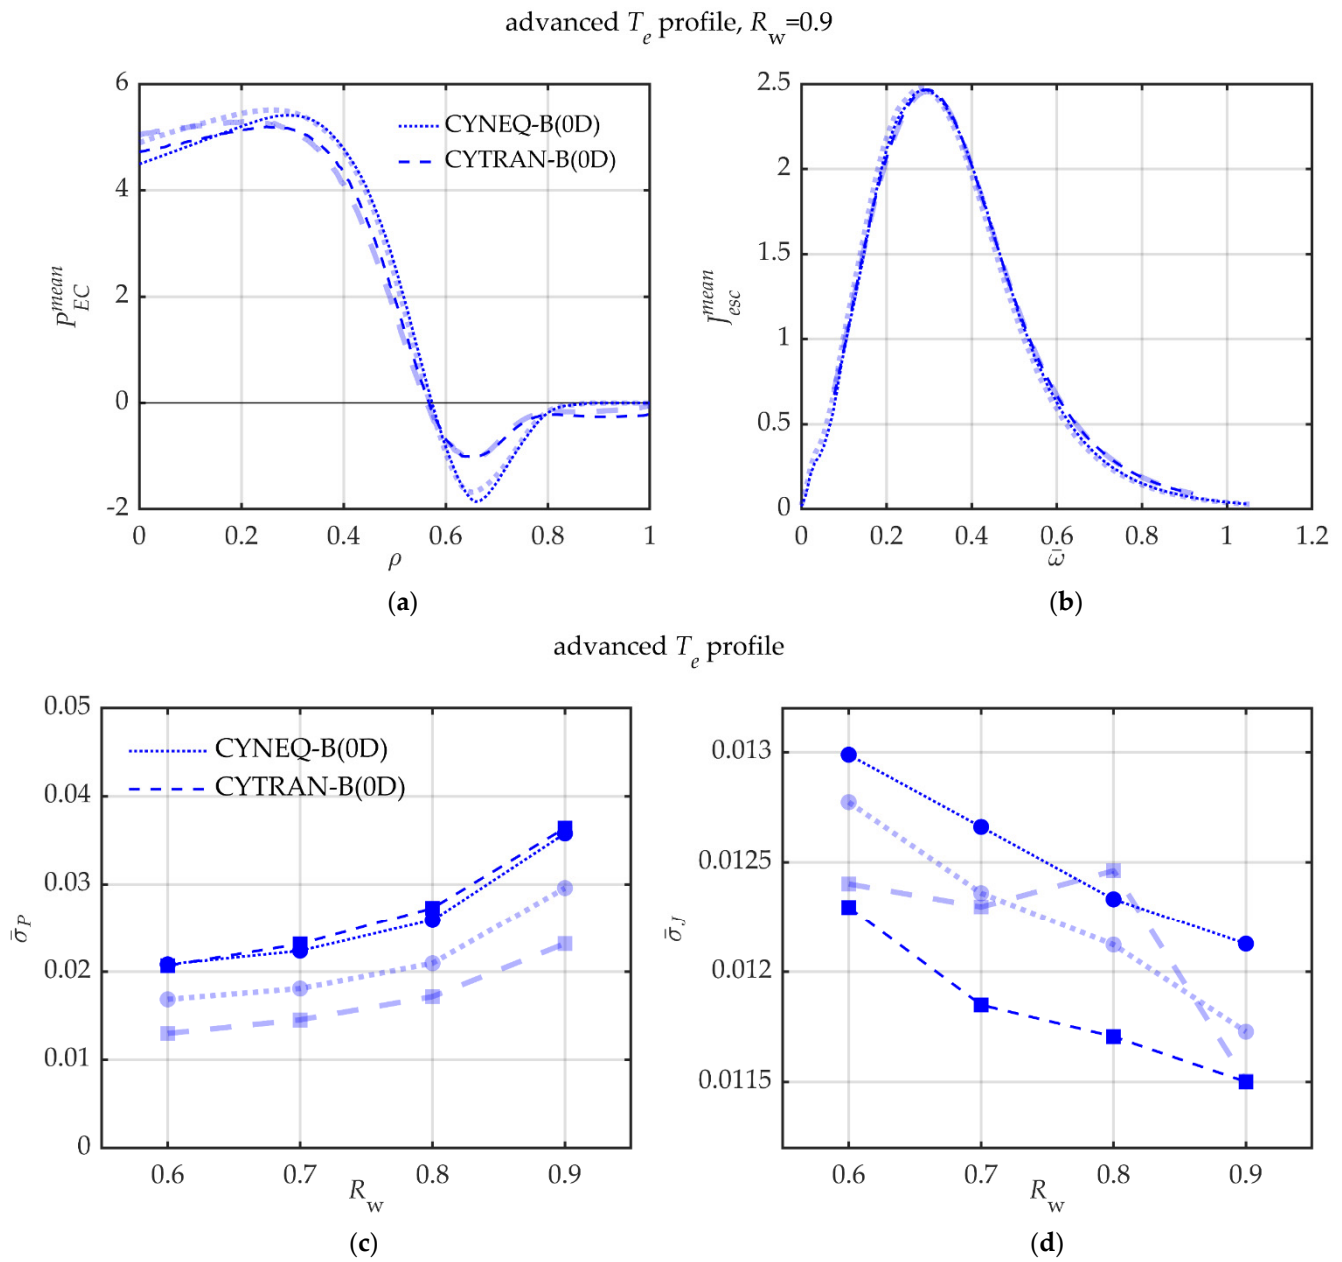 advanced Te profile, Rw=0.9
6
4
2
0
-2
0 0.2 0.4 0.6 0.8 1
P_EC^mean
ρ
CYNEQ-B(0D)
CYTRAN-B(0D)
(a)
2.5
2
1.5
1
0.5
0
0 0.2 0.4 0.6 0.8 1 1.2
J_esc^mean
ω̄
(b)
advanced Te profile
0.05
0.04
0.03
0.02
0.01
0
0.6 0.7 0.8 0.9
σ̄P
Rw
CYNEQ-B(0D)
CYTRAN-B(0D)
(c)
0.013
0.0125
0.012
0.0115
0.6 0.7 0.8 0.9
σ̄J
Rw
(d)